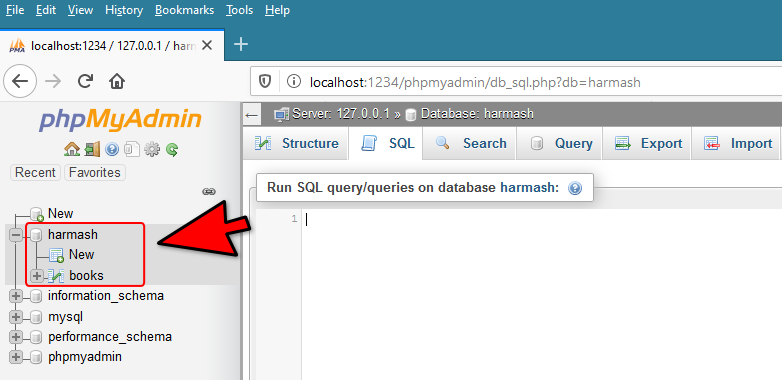 File Edit View History Bookmarks Tools Help
PMA localhost:1234 / 127.0.0.1 / harm
localhost:1234/phpmyadmin/db_sql.php?db=harmash
phpMyAdmin
Server: 127.0.0.1 » Database: harmash
Structure SQL Search Query Export Import
Recent Favorites
Run SQL query/queries on database harmash:
New
1
harmash
New
books
information_schema
mysql
performance_schema
phpmyadmin